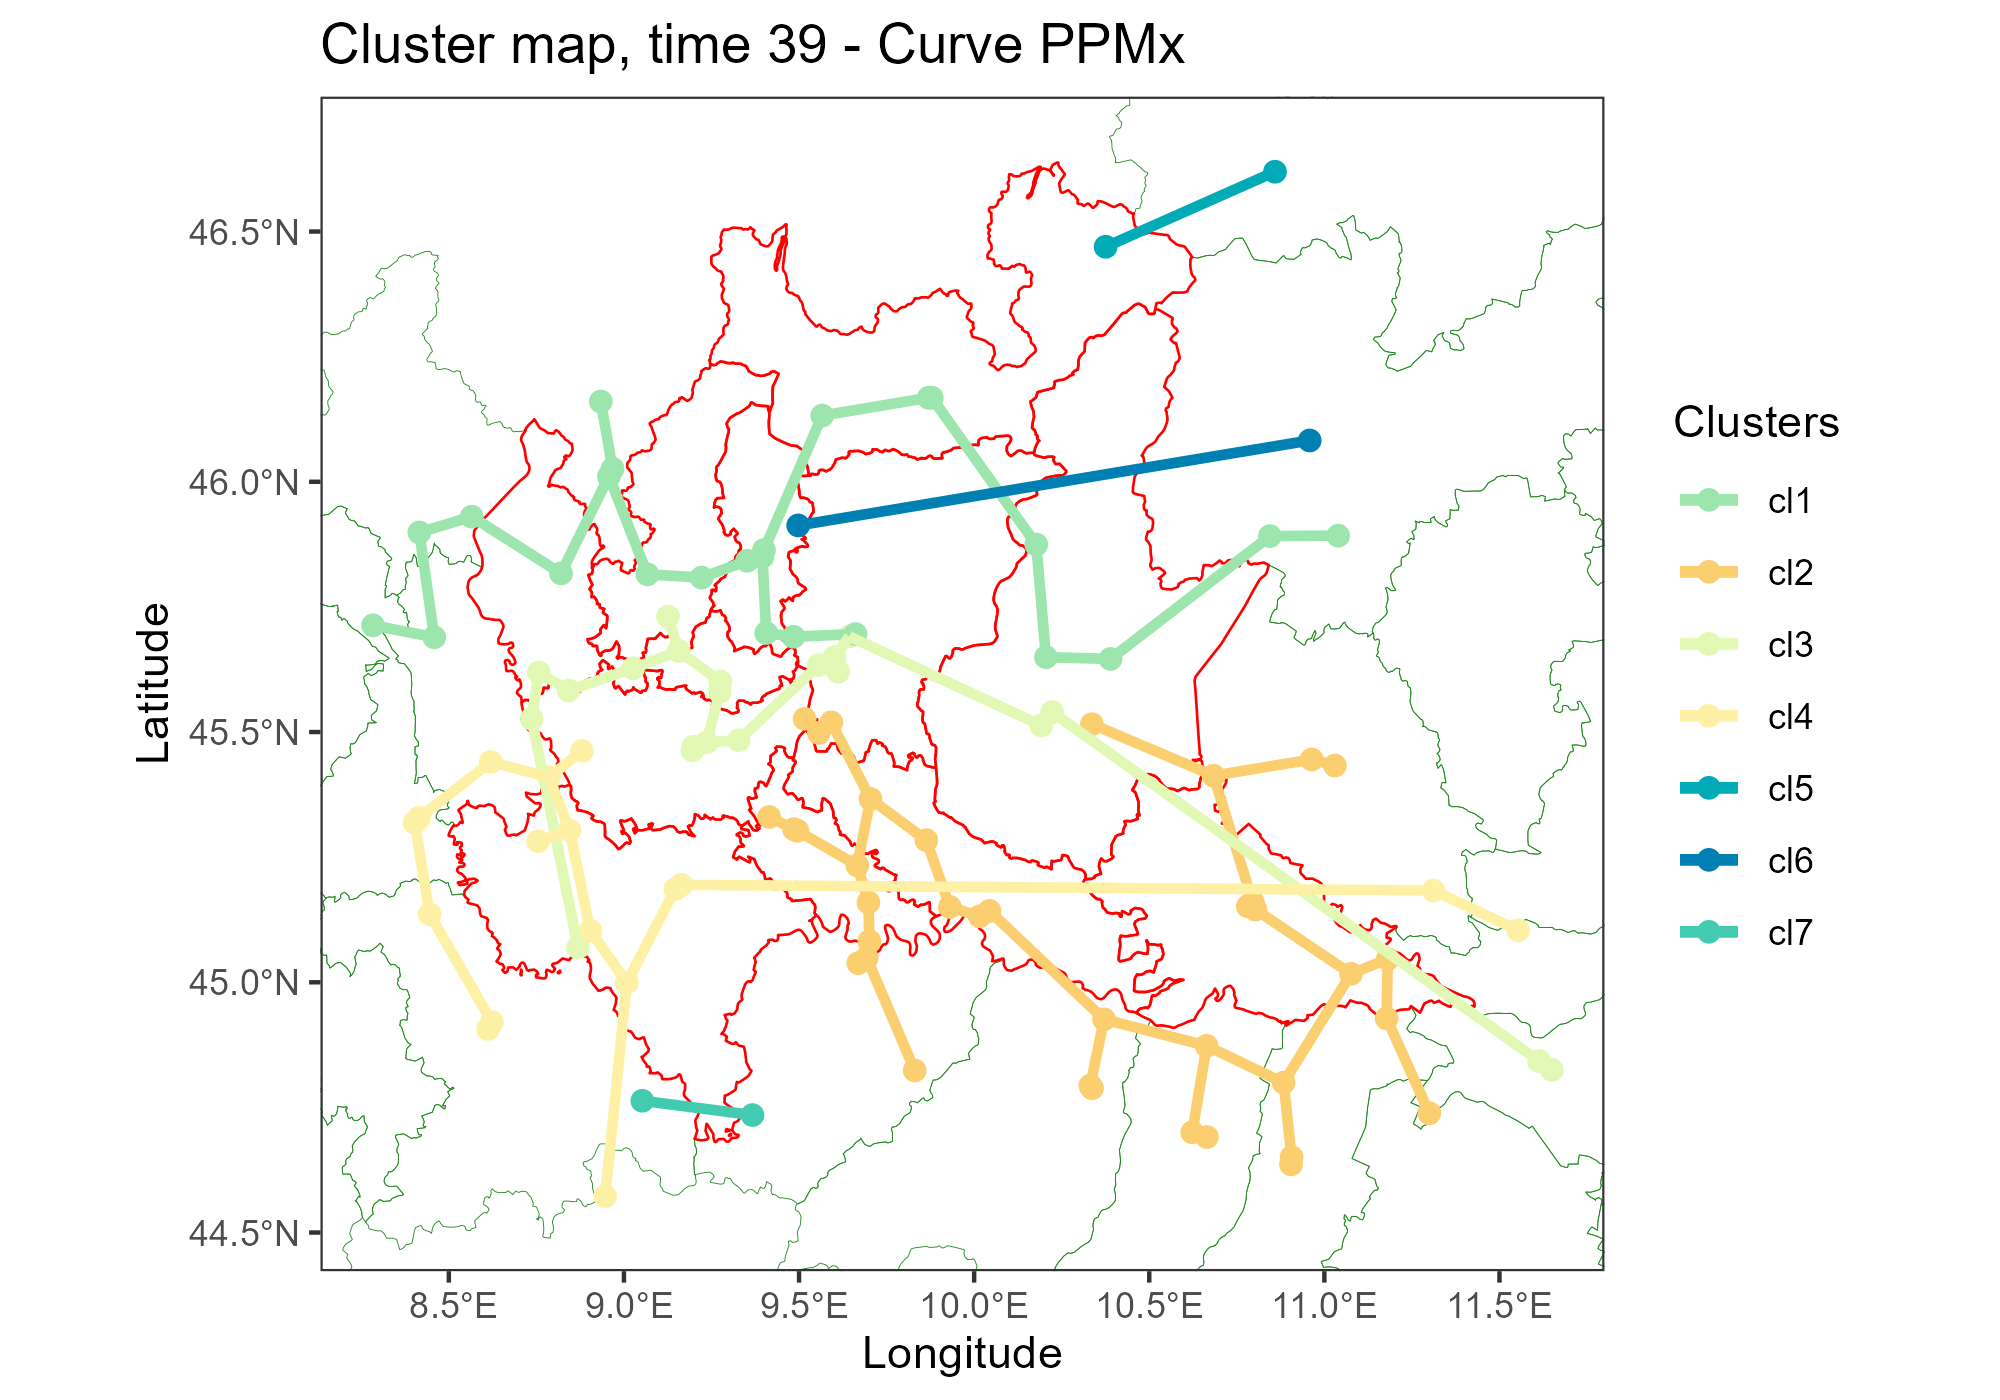 Cluster map, time 39 - Curve PPMx
46.5°N
46.0°N
45.5°N
45.0°N
44.5°N
Latitude
8.5°E
9.0°E
9.5°E
10.0°E
10.5°E
11.0°E
11.5°E
Longitude
Clusters
cl1
cl2
cl3
cl4
cl5
cl6
cl7